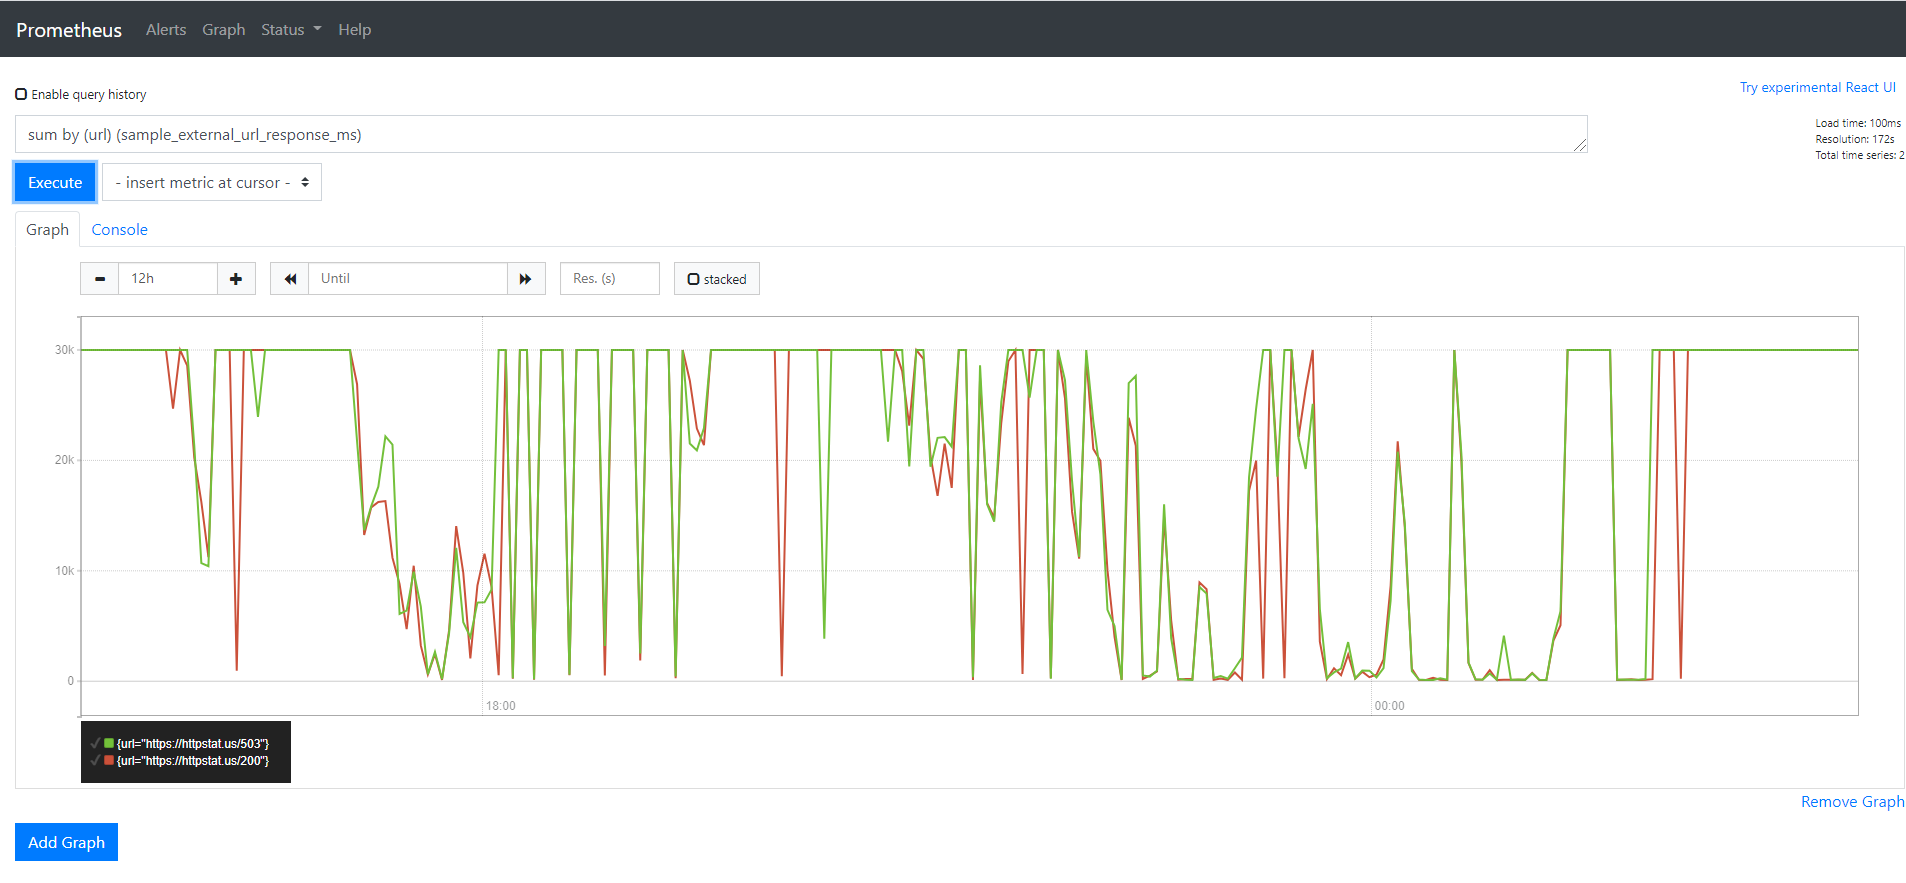 Prometheus Alerts Graph Status Help
Enable query history
Try experimental React UI
sum by (url) (sample_external_url_response_ms)
Load time: 100ms
Resolution: 172s
Total time series: 2
Execute - insert metric at cursor -
Graph Console
12h Until Res. (s) stacked
30k
20k
10k
0
18:00 00:00
{url="https://httpstat.us/503"}
{url="https://httpstat.us/200"}
Remove Graph
Add Graph